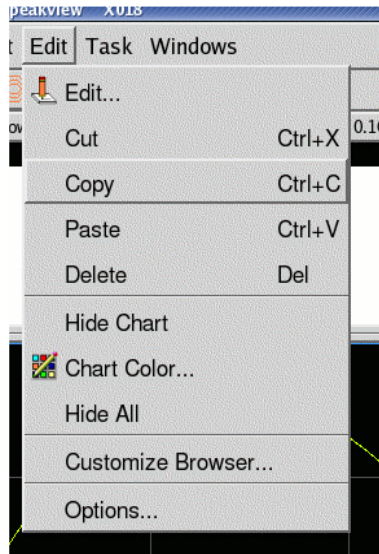 peakview X018
Edit Task Windows
Edit...
Cut Ctrl+X
Copy Ctrl+C
Paste Ctrl+V
Delete Del
Hide Chart
Chart Color...
Hide All
Customize Browser...
Options...